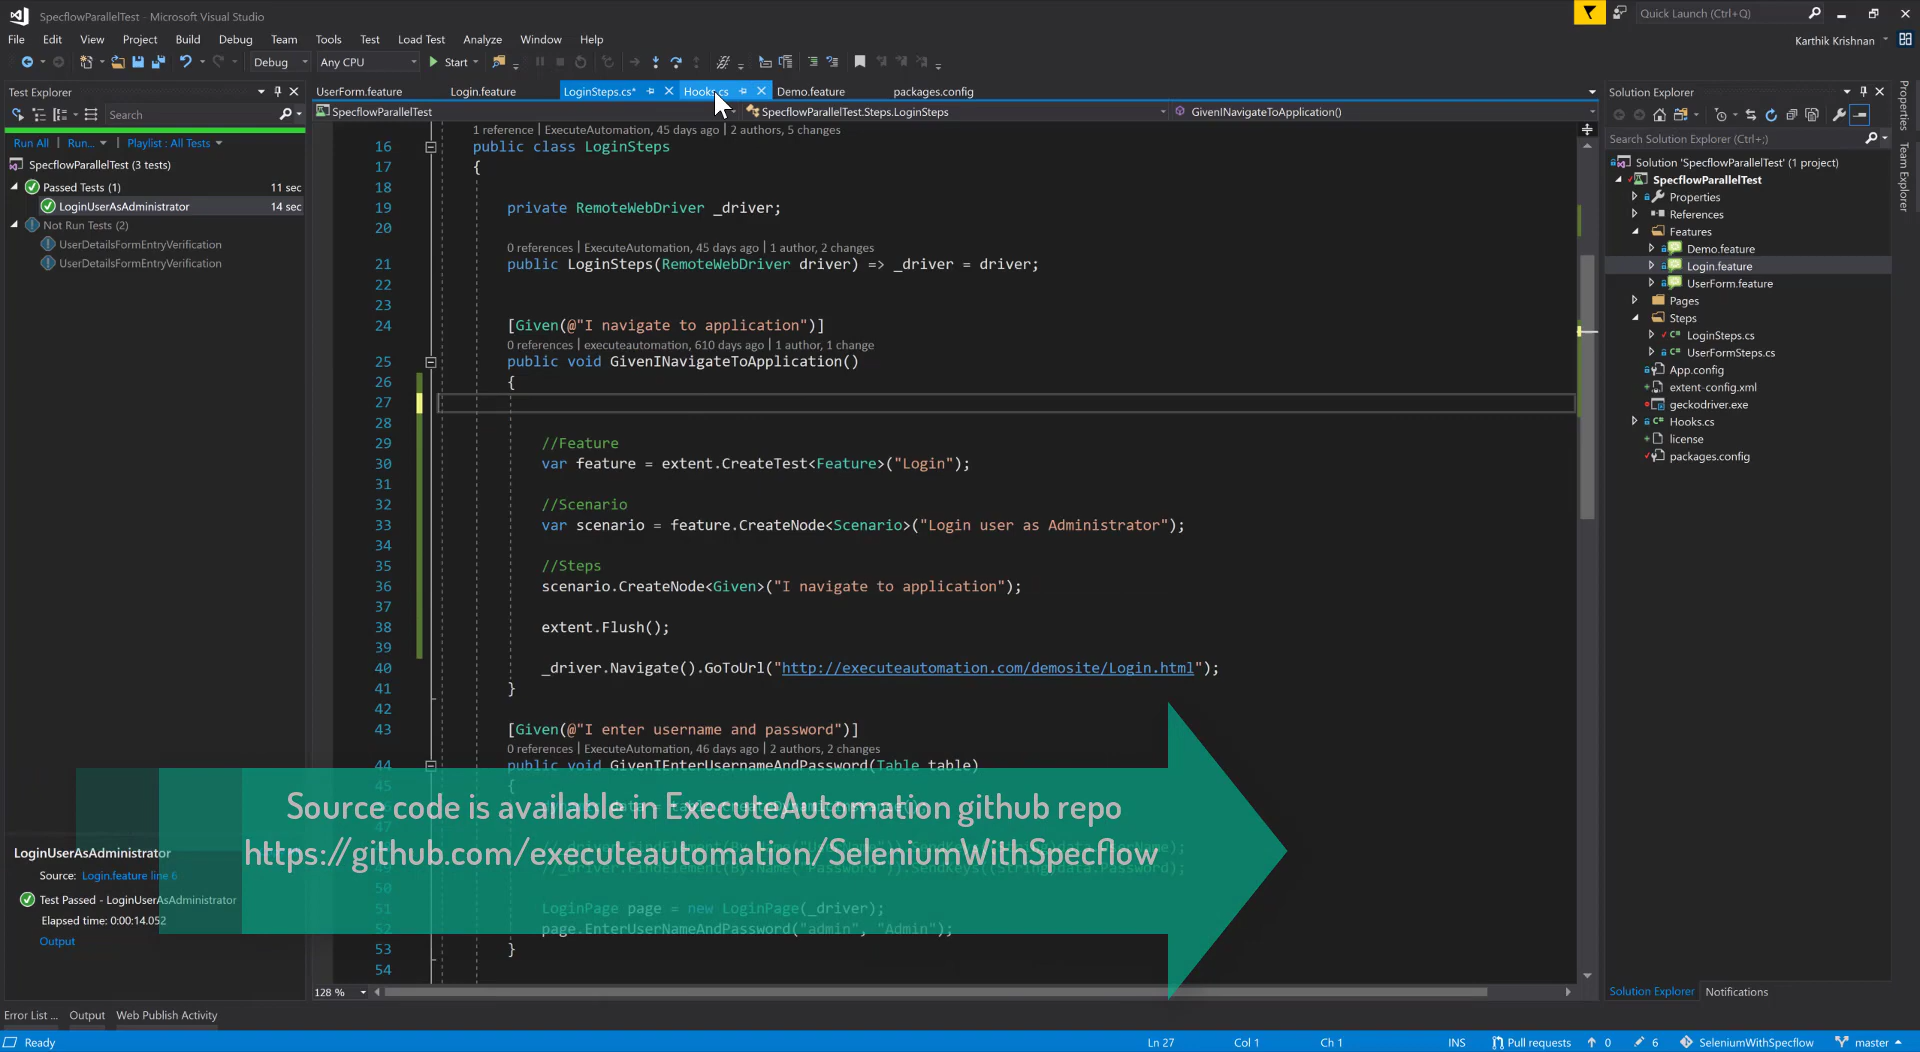 SpecflowParallelTest - Microsoft Visual Studio
Quick Launch (Ctrl+Q)
File Edit View Project Build Debug Team Tools Test Load Test Analyze Window Help
Karthik Krishnan
Debug Any CPU Start
Test Explorer
UserForm.feature Login.feature LoginSteps.cs* Hooks.cs Demo.feature packages.config
Solution Explorer
Search
SpecflowParallelTest SpecflowParallelTest.Steps.LoginSteps GivenINavigateToApplication()
Search Solution Explorer (Ctrl+;)
Run All Run... Playlist : All Tests
SpecflowParallelTest (3 tests)
Passed Tests (1) 11 sec
LoginUserAsAdministrator 14 sec
Not Run Tests (2)
UserDetailsFormEntryVerification
UserDetailsFormEntryVerification
1 reference | ExecuteAutomation, 45 days ago | 2 authors, 5 changes
16 public class LoginSteps
17 {
18
19 private RemoteWebDriver _driver;
20
0 references | ExecuteAutomation, 45 days ago | 1 author, 2 changes
21 public LoginSteps(RemoteWebDriver driver) => _driver = driver;
22
23
24 [Given(@"I navigate to application")]
0 references | executeautomation, 610 days ago | 1 author, 1 change
25 public void GivenINavigateToApplication()
26 {
27
28
29 //Feature
30 var feature = extent.CreateTest<Feature>("Login");
31
32 //Scenario
33 var scenario = feature.CreateNode<Scenario>("Login user as Administrator");
34
35 //Steps
36 scenario.CreateNode<Given>("I navigate to application");
37
38 extent.Flush();
39
40 _driver.Navigate().GoToUrl("http://executeautomation.com/demosite/Login.html");
41 }
42
43 [Given(@"I enter username and password")]
0 references | ExecuteAutomation, 46 days ago | 2 authors, 2 changes
44 public void GivenIEnterUsernameAndPassword(Table table)
45 {
Source code is available in ExecuteAutomation github repo
https://github.com/executeautomation/SeleniumWithSpecflow
50
51 LoginPage page = new LoginPage(_driver);
52 page.EnterUserNameAndPassword("admin", "Admin");
53 }
54
128 %
Solution 'SpecflowParallelTest' (1 project)
SpecflowParallelTest
Properties
References
Features
Demo.feature
Login.feature
UserForm.feature
Pages
Steps
LoginSteps.cs
UserFormSteps.cs
App.config
extent-config.xml
geckodriver.exe
Hooks.cs
license
packages.config
Properties
Team Explorer
LoginUserAsAdministrator
Source: Login.feature line 6
Test Passed - LoginUserAsAdministrator
Elapsed time: 0:00:14.052
Output
Solution Explorer Notifications
Error List ... Output Web Publish Activity
Ready Ln 27 Col 1 Ch 1 INS Pull requests 0 6 SeleniumWithSpecflow master